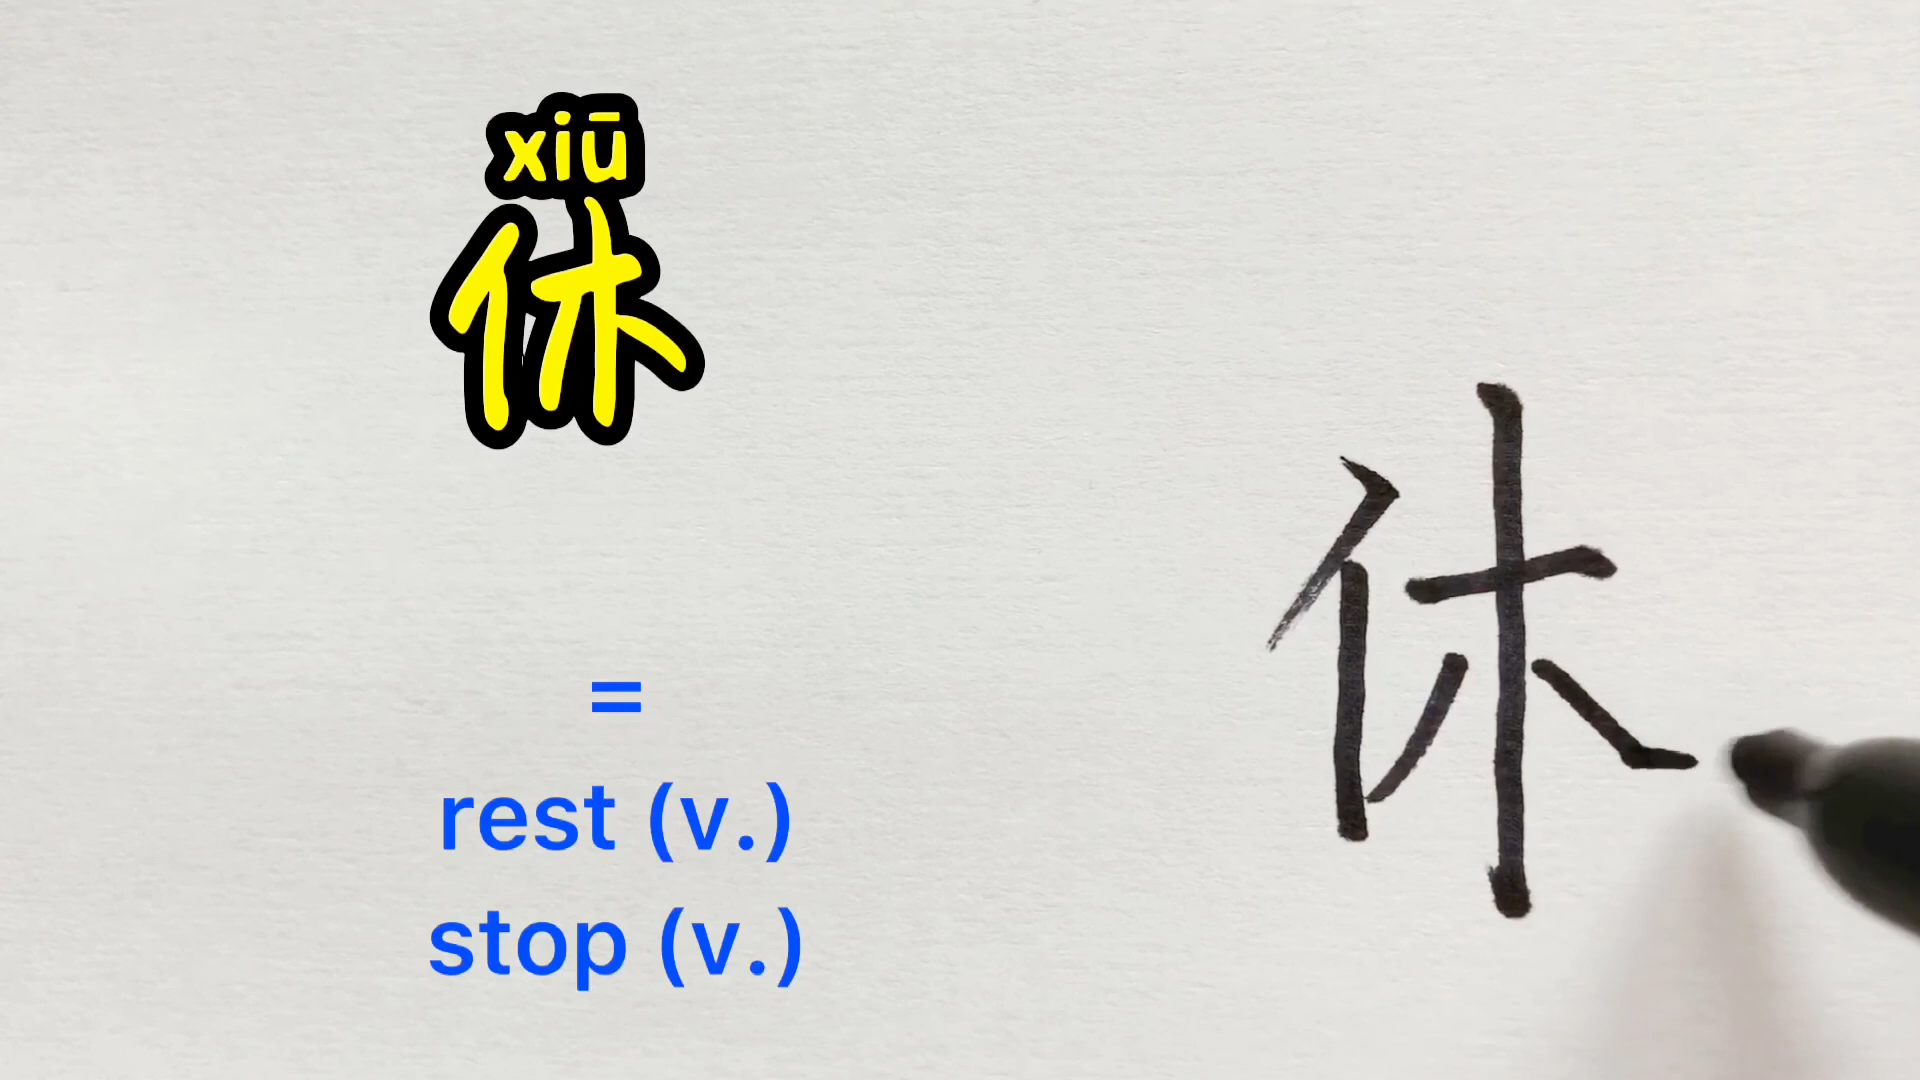 xiū
休
=
rest (v.)
stop (v.)
休